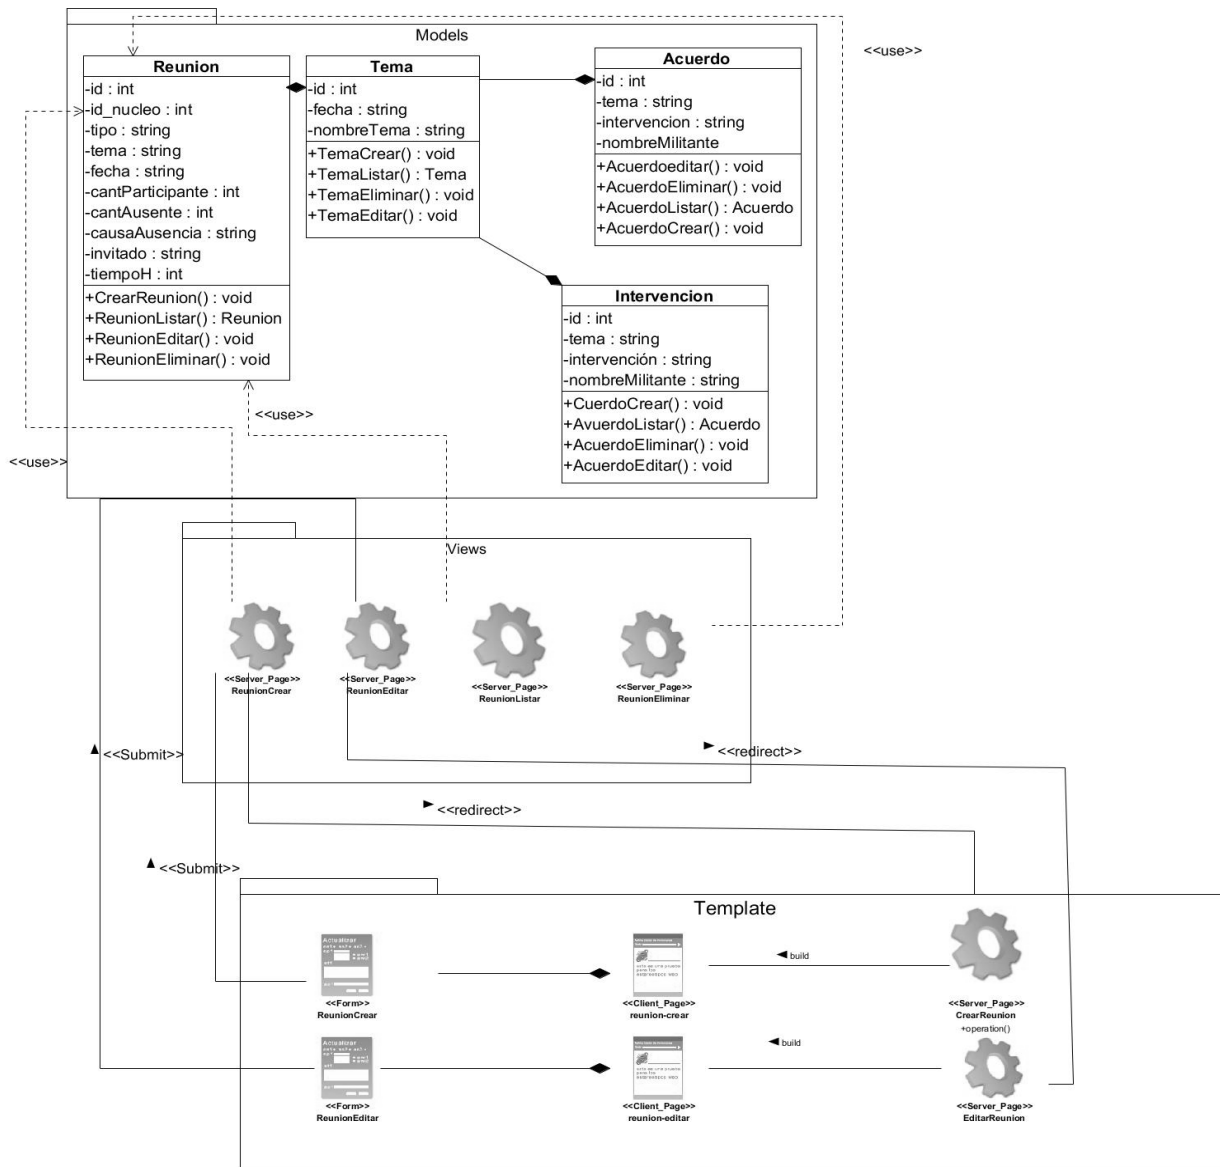 Models
<<use>>
Reunion
-id : int
-id_nucleo : int
-tipo : string
-tema : string
-fecha : string
-cantParticipante : int
-cantAusente : int
-causaAusencia : string
-invitado : string
-tiempoH : int
+CrearReunion() : void
+ReunionListar() : Reunion
+ReunionEditar() : void
+ReunionEliminar() : void
Tema
-id : int
-fecha : string
-nombreTema : string
+TemaCrear() : void
+TemaListar() : Tema
+TemaEliminar() : void
+TemaEditar() : void
Acuerdo
-id : int
-tema : string
-intervencion : string
-nombreMilitante
+Acuerdoeditar() : void
+AcuerdoEliminar() : void
+AcuerdoListar() : Acuerdo
+AcuerdoCrear() : void
Intervencion
-id : int
-tema : string
-intervención : string
-nombreMilitante : string
+CuerdoCrear() : void
+AvuerdoListar() : Acuerdo
+AcuerdoEliminar() : void
+AcuerdoEditar() : void
<<use>>
<<use>>
Views
<<Server_Page>>
ReunionCrear
<<Server_Page>>
ReunionEditar
<<Server_Page>>
ReunionListar
<<Server_Page>>
ReunionEliminar
<<Submit>>
<<redirect>>
<<redirect>>
<<Submit>>
Template
Actualizar
<<Form>>
ReunionCrear
<<Client_Page>>
reunion-crear
build
<<Server_Page>>
CrearReunion
+operation()
Actualizar
<<Form>>
ReunionEditar
<<Client_Page>>
reunion-editar
build
<<Server_Page>>
EditarReunion